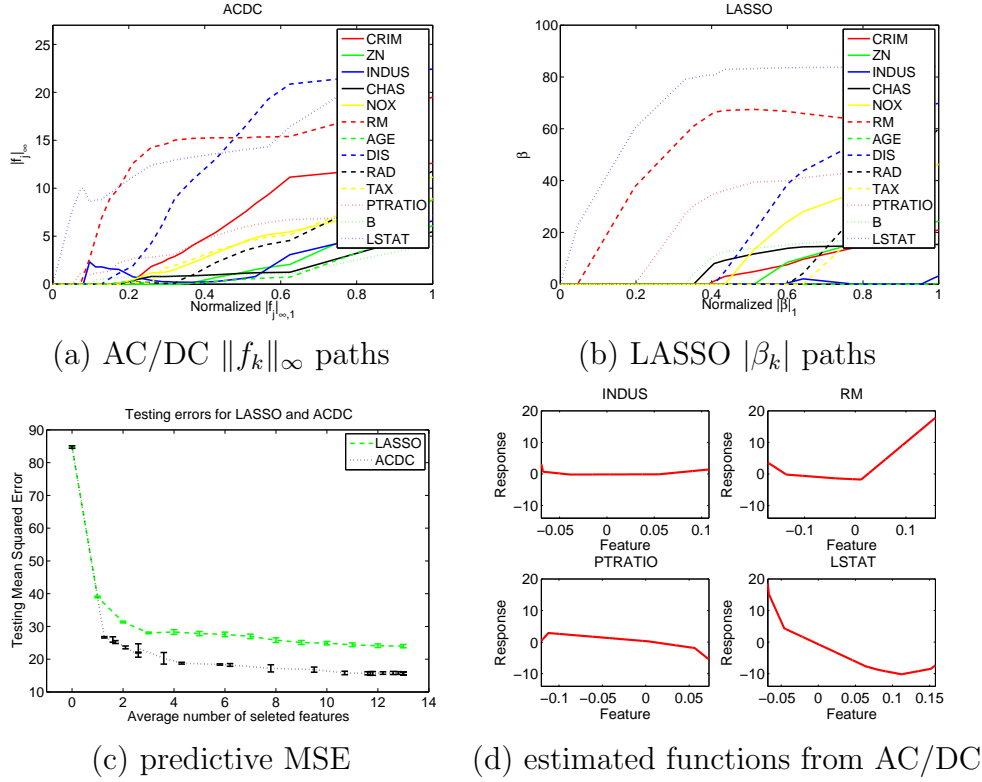 ACDC
25
20
15
10
5
0
|f_j|_∞
0 0.2 0.4 0.6 0.8 1
Normalized |f_j|_∞,1
CRIM
ZN
INDUS
CHAS
NOX
RM
AGE
DIS
RAD
TAX
PTRATIO
B
LSTAT
(a) AC/DC ‖f_k‖_∞ paths
LASSO
100
80
60
40
20
0
β
0 0.2 0.4 0.6 0.8 1
Normalized |β|_1
CRIM
ZN
INDUS
CHAS
NOX
RM
AGE
DIS
RAD
TAX
PTRATIO
B
LSTAT
(b) LASSO |β_k| paths
Testing errors for LASSO and ACDC
90
80
70
60
50
40
30
20
10
Testing Mean Squared Error
0 2 4 6 8 10 12 14
Average number of seleted features
LASSO
ACDC
(c) predictive MSE
INDUS
20
10
0
−10
Response
−0.05 0 0.05 0.1
Feature
RM
20
10
0
−10
Response
−0.1 0 0.1
Feature
PTRATIO
20
10
0
−10
Response
−0.1 −0.05 0 0.05
Feature
LSTAT
20
10
0
−10
Response
−0.05 0 0.05 0.1 0.15
Feature
(d) estimated functions from AC/DC